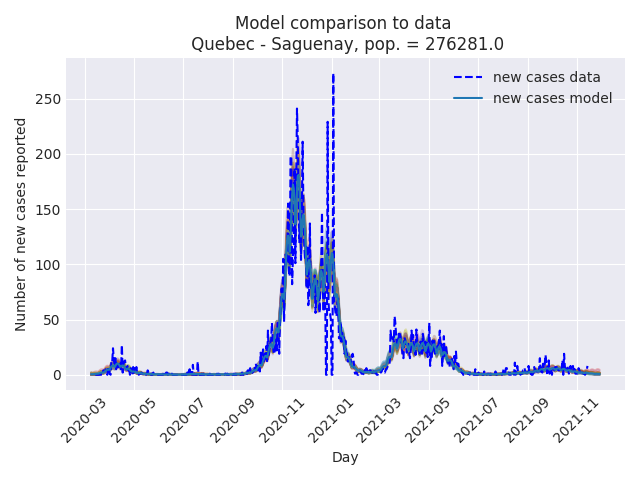 Model comparison to data
Quebec - Saguenay, pop. = 276281.0
new cases data
new cases model
Number of new cases reported
250
200
150
100
50
0
2020-03
2020-05
2020-07
2020-09
2020-11
2021-01
2021-03
2021-05
2021-07
2021-09
2021-11
Day